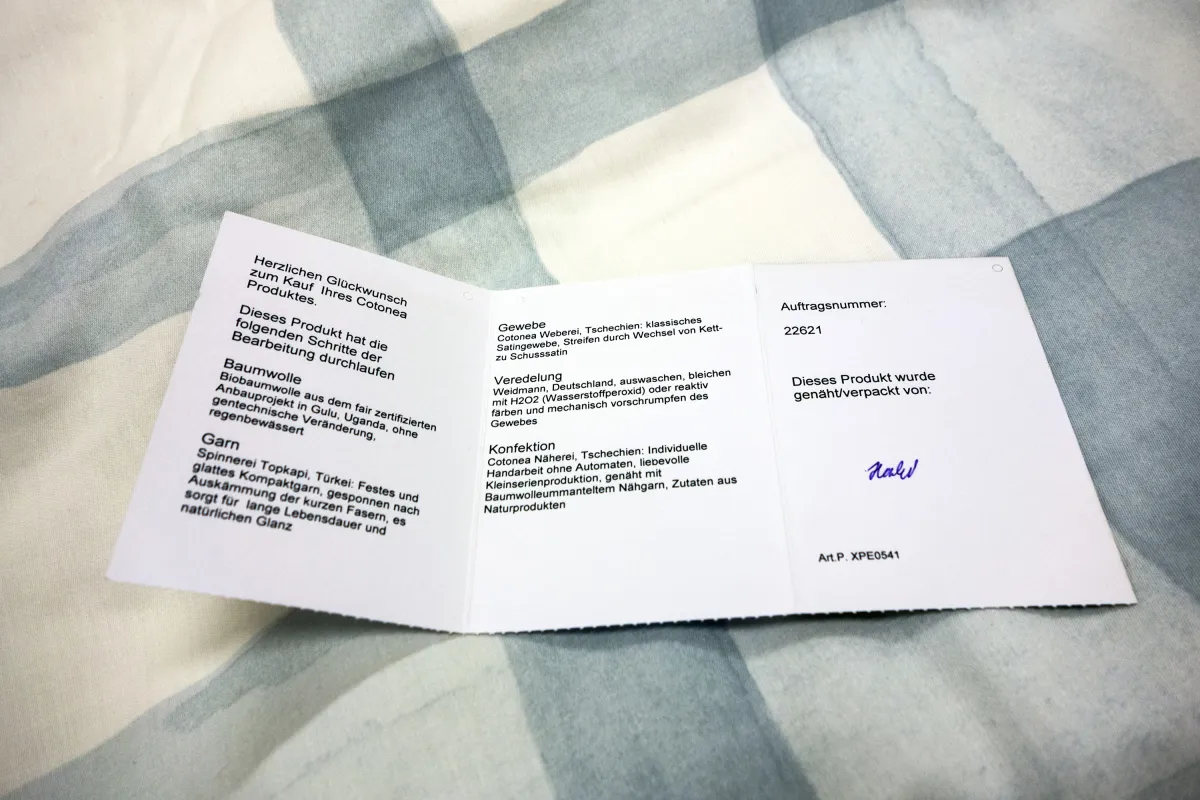 Herzlichen Glückwunsch
zum Kauf Ihres Cotonea
Produktes.
Dieses Produkt hat die
folgenden Schritte der
Bearbeitung durchlaufen
Baumwolle
Biobaumwolle aus dem fair zertifizierten
Anbauprojekt in Gulu, Uganda, ohne
gentechnische Veränderung,
regenbewässert
Garn
Spinnerei Topkapi, Türkei: Festes und
glattes Kompaktgarn, gesponnen nach
Auskämmung der kurzen Fasern, es
sorgt für lange Lebensdauer und
natürlichen Glanz
Gewebe
Cotonea Weberei, Tschechien: klassisches
Satingewebe, Streifen durch Wechsel von Kett-
zu Schusssatin
Veredelung
Weidmann, Deutschland, auswaschen, bleichen
mit H2O2 (Wasserstoffperoxid) oder reaktiv
färben und mechanisch vorschrumpfen des
Gewebes
Konfektion
Cotonea Näherei, Tschechien: Individuelle
Handarbeit ohne Automaten, liebevolle
Kleinserienproduktion, genäht mit
Baumwolleummanteltem Nähgarn, Zutaten aus
Naturprodukten
Auftragsnummer:
22621
Dieses Produkt wurde
genäht/verpackt von:
Art.P. XPE0541